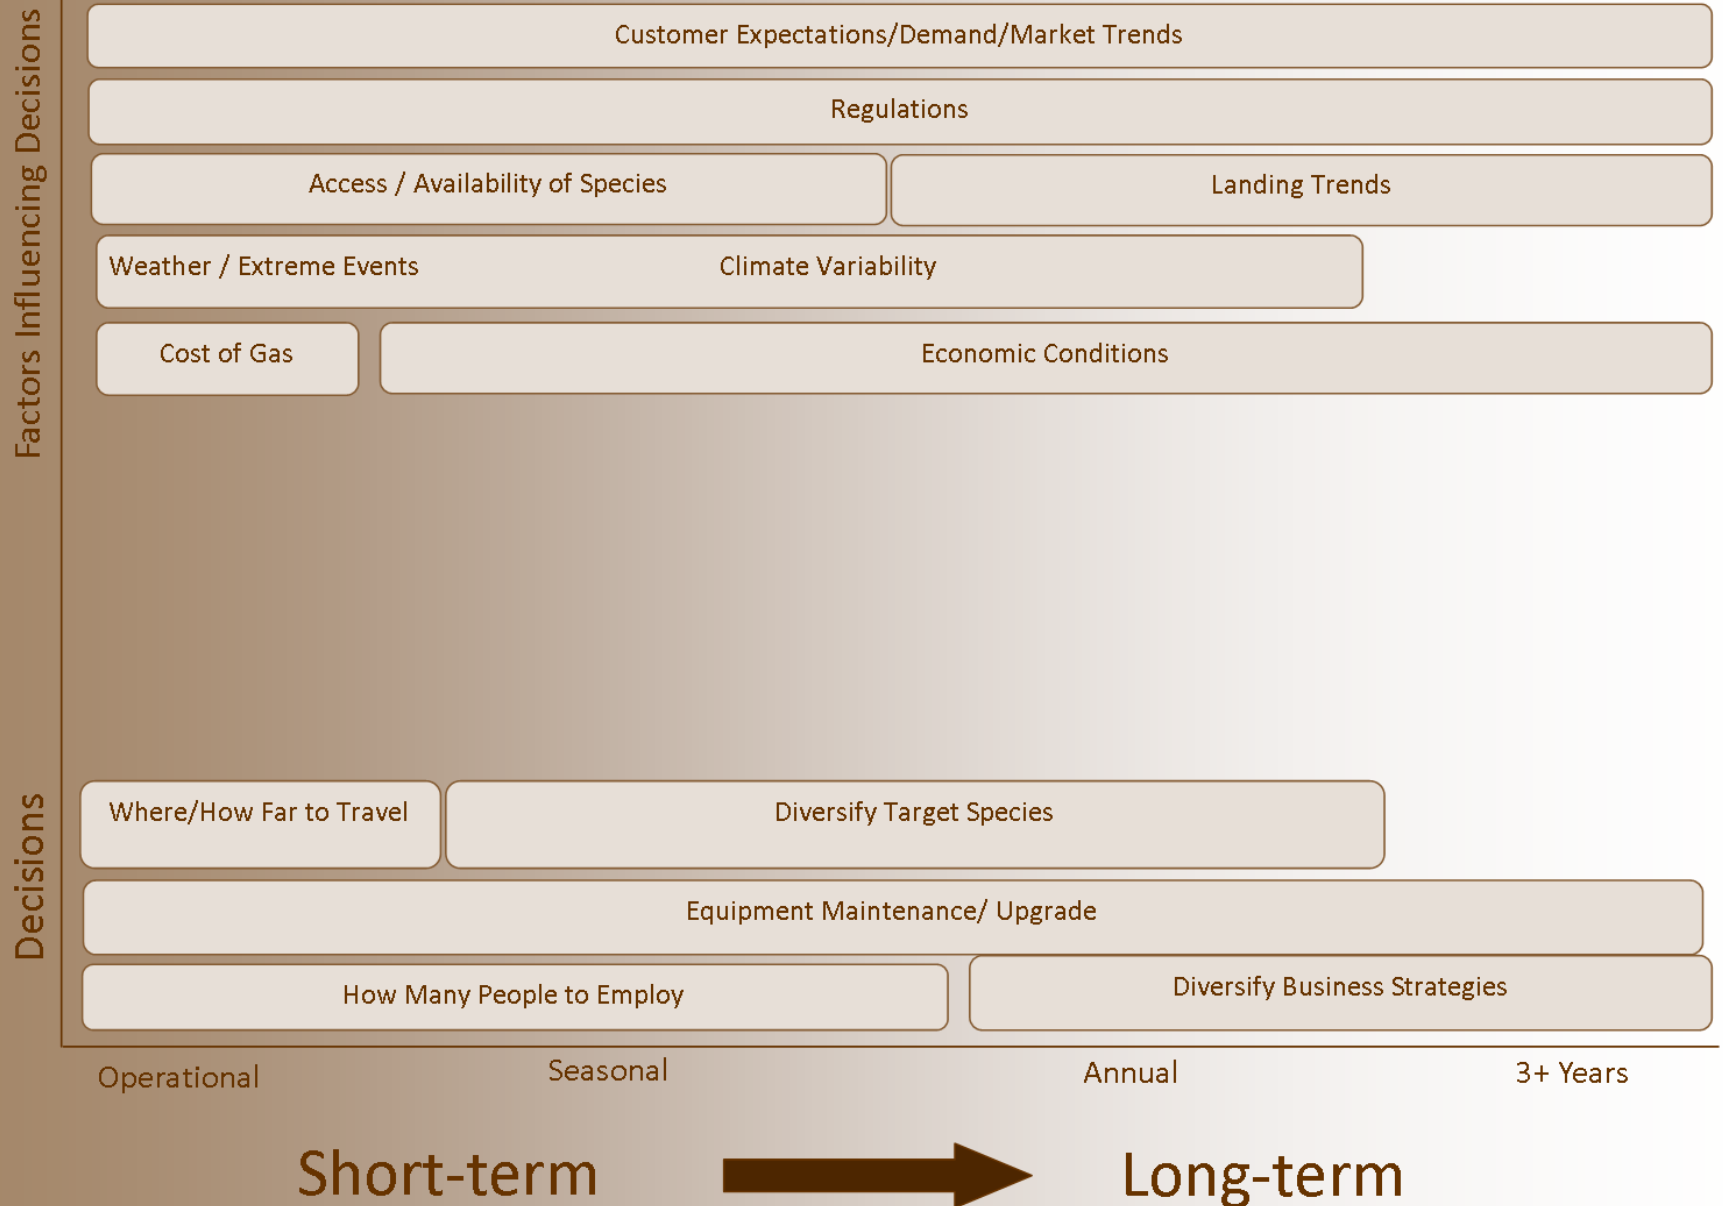 Factors Influencing Decisions
Customer Expectations/Demand/Market Trends
Regulations
Access / Availability of Species
Landing Trends
Weather / Extreme Events
Climate Variability
Cost of Gas
Economic Conditions
Decisions
Where/How Far to Travel
Diversify Target Species
Equipment Maintenance/ Upgrade
How Many People to Employ
Diversify Business Strategies
Operational
Seasonal
Annual
3+ Years
Short-term
Long-term